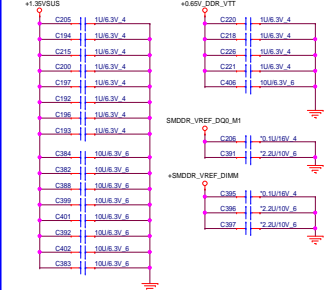 +1.35VSUS
C205 1U/6.3V_4
C194 1U/6.3V_4
C215 1U/6.3V_4
C200 1U/6.3V_4
C197 1U/6.3V_4
C192 1U/6.3V_4
C196 1U/6.3V_4
C193 1U/6.3V_4
C384 10U/6.3V_6
C382 10U/6.3V_6
C388 10U/6.3V_6
C399 10U/6.3V_6
C401 10U/6.3V_6
C392 10U/6.3V_6
C402 10U/6.3V_6
C383 10U/6.3V_6
+0.65V_DDR_VTT
C220 1U/6.3V_4
C218 1U/6.3V_4
C226 1U/6.3V_4
C221 1U/6.3V_4
C406 10U/6.3V_6
SMDDR_VREF_DQ0_M1
C206 *0.1U/16V_4
C391 *2.2U/10V_6
+SMDDR_VREF_DIMM
C395 *0.1U/16V_4
C396 *2.2U/10V_6
C397 *2.2U/10V_6